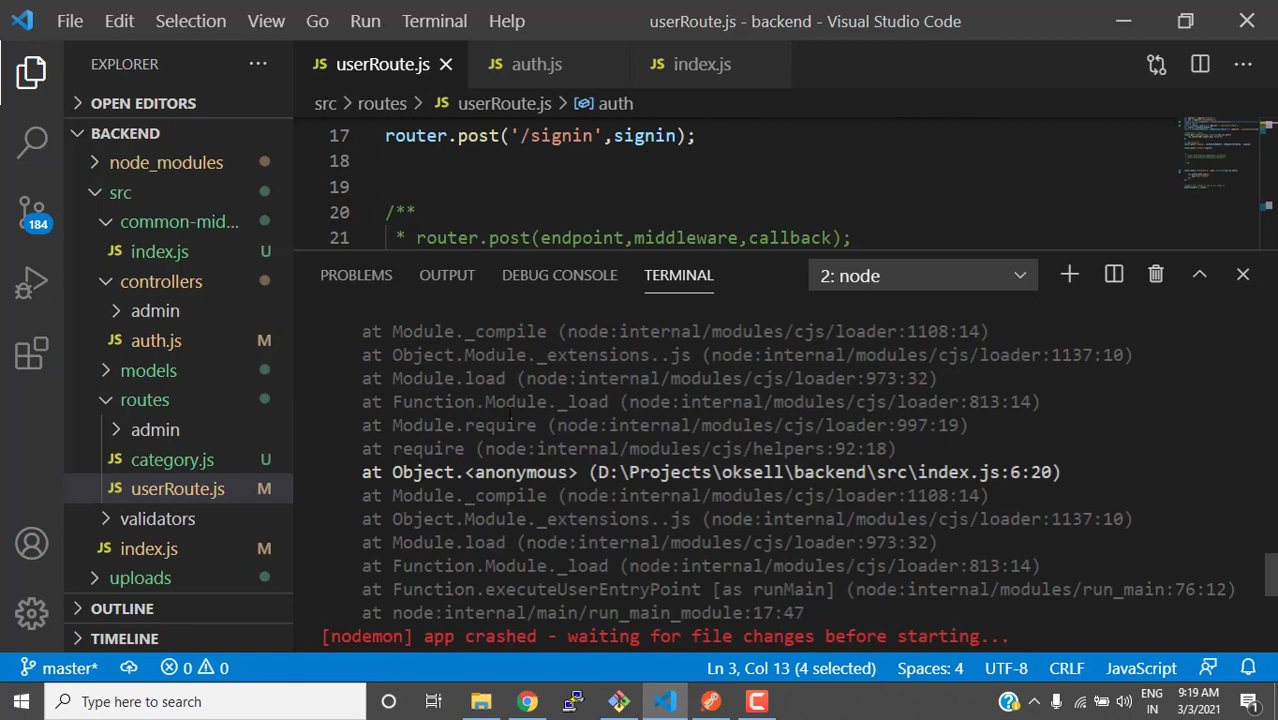 File Edit Selection View Go Run Terminal Help userRoute.js - backend - Visual Studio Code
EXPLORER
JS userRoute.js JS auth.js JS index.js
OPEN EDITORS
src > routes > JS userRoute.js > auth
BACKEND
node_modules
src
common-mid...
JS index.js U
controllers
admin
JS auth.js M
models
routes
admin
JS category.js U
JS userRoute.js M
validators
JS index.js M
uploads
OUTLINE
TIMELINE
184
17 router.post('/signin',signin);
18
19
20 /**
21 * router.post(endpoint,middleware,callback);
PROBLEMS OUTPUT DEBUG CONSOLE TERMINAL 2: node
at Module._compile (node:internal/modules/cjs/loader:1108:14)
at Object.Module._extensions..js (node:internal/modules/cjs/loader:1137:10)
at Module.load (node:internal/modules/cjs/loader:973:32)
at Function.Module._load (node:internal/modules/cjs/loader:813:14)
at Module.require (node:internal/modules/cjs/loader:997:19)
at require (node:internal/modules/cjs/helpers:92:18)
at Object.<anonymous> (D:\Projects\oksell\backend\src\index.js:6:20)
at Module._compile (node:internal/modules/cjs/loader:1108:14)
at Object.Module._extensions..js (node:internal/modules/cjs/loader:1137:10)
at Module.load (node:internal/modules/cjs/loader:973:32)
at Function.Module._load (node:internal/modules/cjs/loader:813:14)
at Function.executeUserEntryPoint [as runMain] (node:internal/modules/run_main:76:12)
at node:internal/main/run_main_module:17:47
[nodemon] app crashed - waiting for file changes before starting...
master* 0 0 Ln 3, Col 13 (4 selected) Spaces: 4 UTF-8 CRLF JavaScript
Type here to search
ENG
IN
9:19 AM
3/3/2021
1